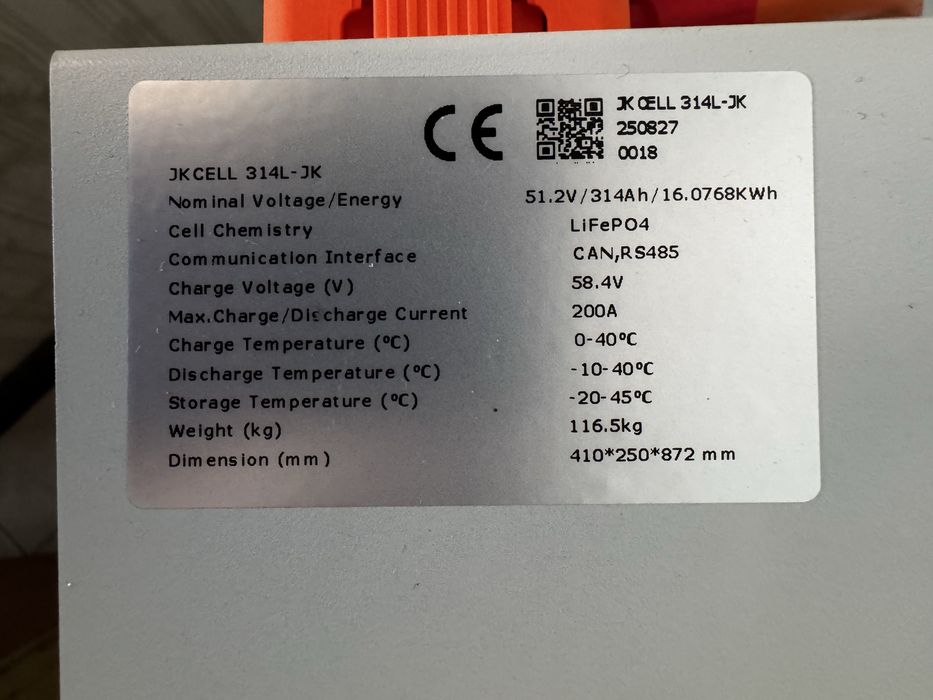 CE
JKCELL 314L-JK
250827
0018
JKCELL 314L-JK
Nominal Voltage/Energy 51.2V/314Ah/16.0768KWh
Cell Chemistry LiFePO4
Communication Interface CAN,RS485
Charge Voltage (V) 58.4V
Max.Charge/Discharge Current 200A
Charge Temperature (ºC) 0-40ºC
Discharge Temperature (ºC) -10-40ºC
Storage Temperature (ºC) -20-45ºC
Weight (kg) 116.5kg
Dimension (mm) 410*250*872 mm